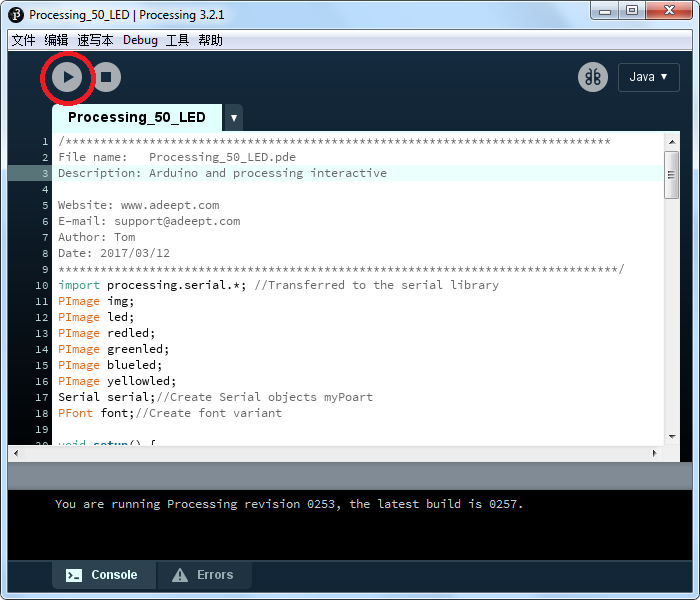 Processing_50_LED | Processing 3.2.1
文件 编辑 速写本 Debug 工具 帮助
Java ▼
Processing_50_LED ▼
1 /******************************************************************************
2 File name: Processing_50_LED.pde
3 Description: Arduino and processing interactive
4
5 Website: www.adeept.com
6 E-mail: support@adeept.com
7 Author: Tom
8 Date: 2017/03/12
9 ********************************************************************************/
10 import processing.serial.*; //Transferred to the serial library
11 PImage img;
12 PImage led;
13 PImage redled;
14 PImage greenled;
15 PImage blueled;
16 PImage yellowled;
17 Serial serial;//Create Serial objects myPoart
18 PFont font;//Create font variant
19
20 void setup() {
You are running Processing revision 0253, the latest build is 0257.
Console Errors